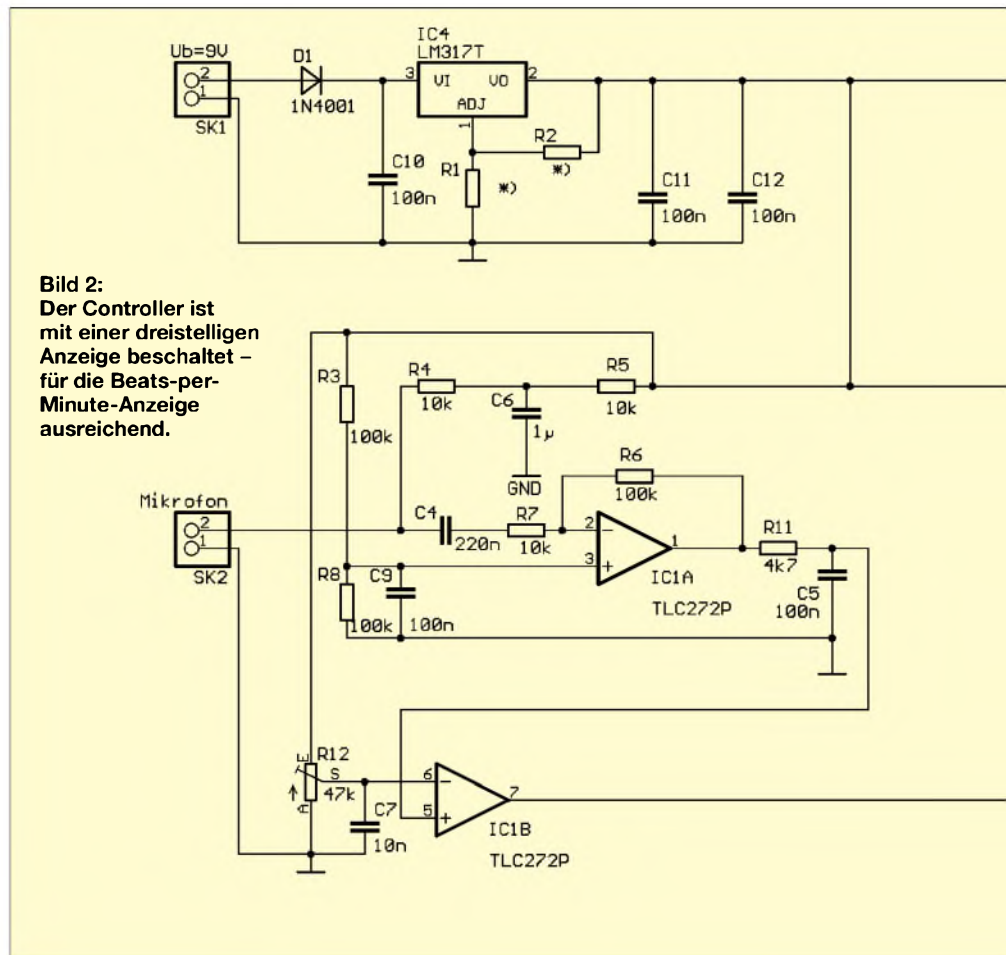 Ub=9V
2
1
SK1
D1
1N4001
IC4
LM317T
3
VI
VO
2
ADJ
1
C10
100n
R1
*)
R2
*)
C11
100n
C12
100n
Bild 2:
Der Controller ist
mit einer dreistelligen
Anzeige beschaltet –
für die Beats-per-
Minute-Anzeige
ausreichend.
R3
100k
R4
10k
C6
1µ
GND
R5
10k
Mikrofon
2
1
SK2
C4
220n
R7
10k
R6
100k
2
-
3
+
1
IC1A
TLC272P
R11
4k7
C5
100n
R8
100k
C9
100n
E
R12
S
47k
A
C7
10n
6
-
5
+
7
IC1B
TLC272P